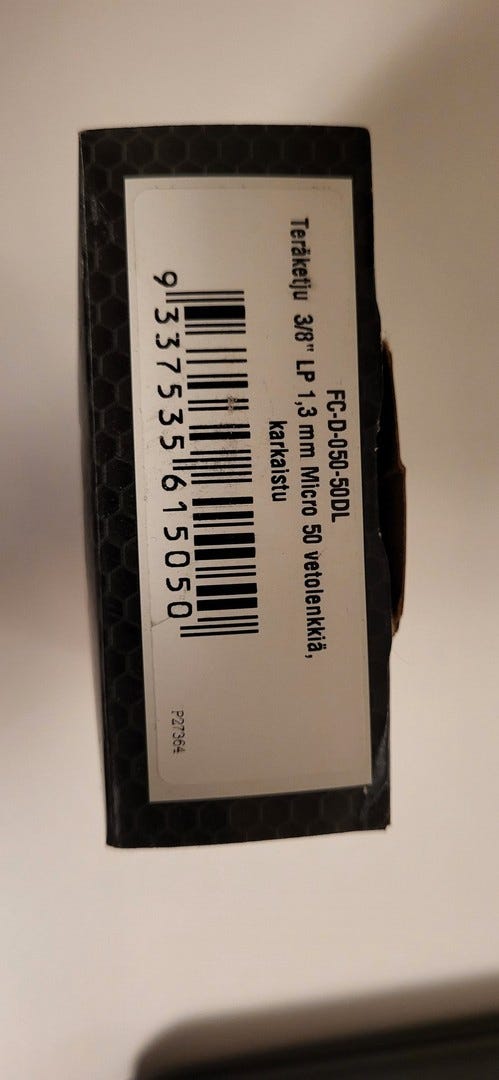 FC-D-050-50DL
Teräketju 3/8" LP 1,3 mm Micro 50 vetolenkkiä,
karkaistu
9 337535 615050
P27364